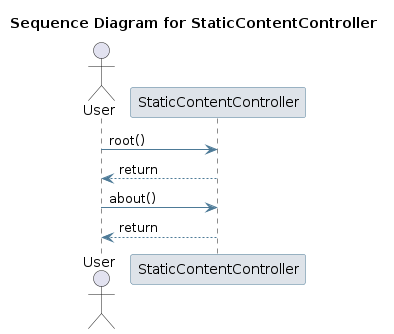 Sequence Diagram for StaticContentController
User
StaticContentController
root()
return
about()
return
User
StaticContentController